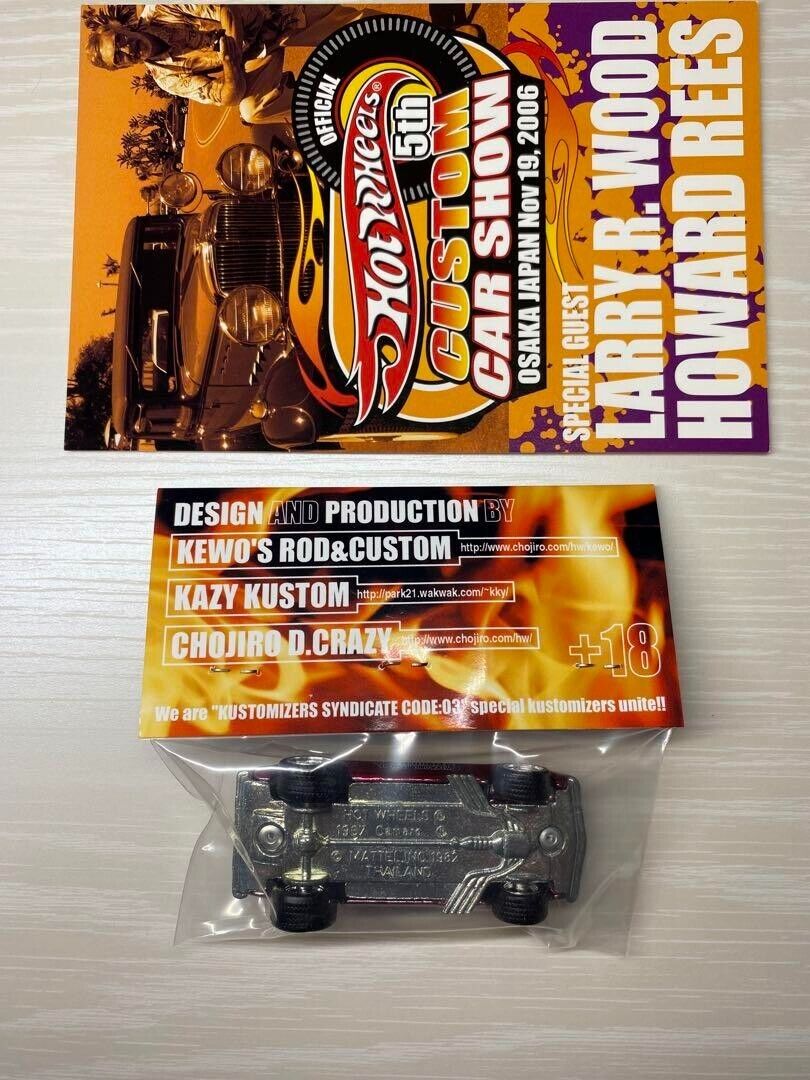 OFFICIAL
Hot Wheels®
5th
CUSTOM
CAR SHOW
OSAKA JAPAN Nov 19, 2006
SPECIAL GUEST
LARRY R. WOOD
HOWARD REES
DESIGN AND PRODUCTION BY
KEWO'S ROD&CUSTOM http://www.chojiro.com/hw/kewo/
KAZY KUSTOM http://park21.wakwak.com/~kky/
CHOJIRO D.CRAZY http://www.chojiro.com/hw/
+18
We are "KUSTOMIZERS SYNDICATE CODE:03" special kustomizers unite!!
HOT WHEELS ©
1967 Camaro
© MATTEL INC. 1982
THAILAND